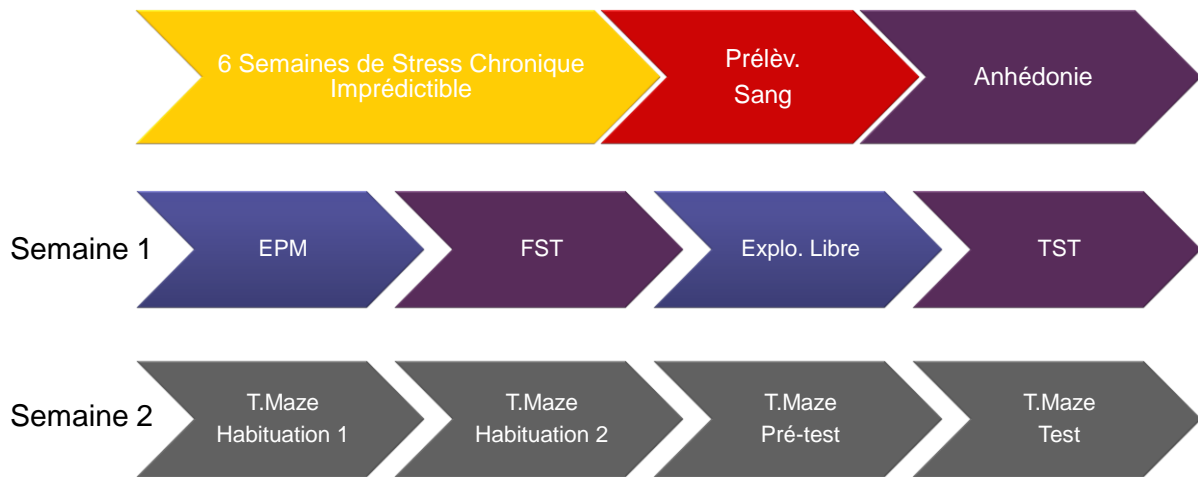 6 Semaines de Stress Chronique
Imprédictible
Prélèv.
Sang
Anhédonie
Semaine 1
EPM
FST
Explo. Libre
TST
Semaine 2
T.Maze
Habituation 1
T.Maze
Habituation 2
T.Maze
Pré-test
T.Maze
Test